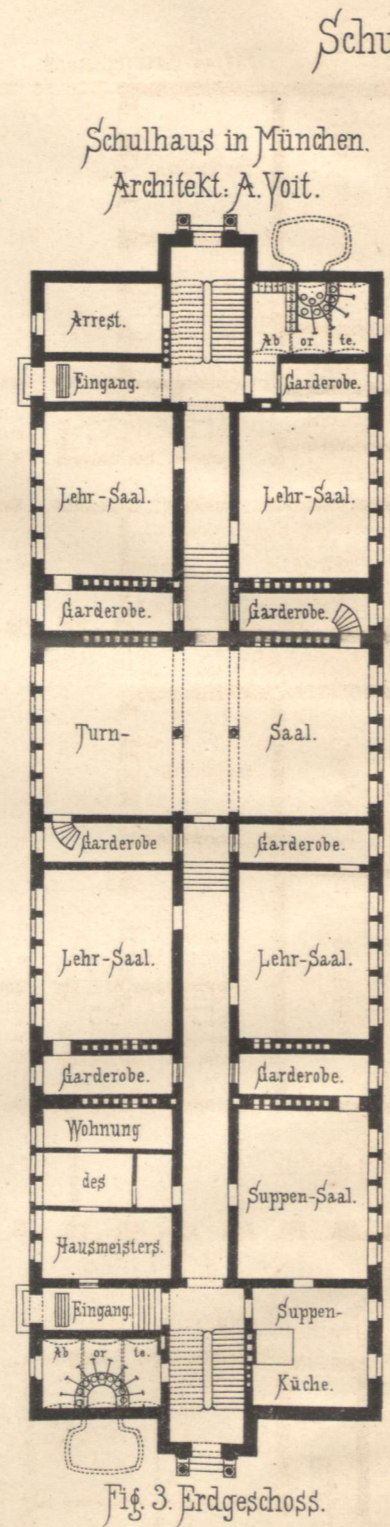 Schu
Schulhaus in München.
Architekt: A. Voit.
Arrest.
Ab or te.
Eingang.
Garderobe.
Lehr-Saal.
Lehr-Saal.
Garderobe.
Garderobe.
Turn-
Saal.
Garderobe
Garderobe.
Lehr-Saal.
Lehr-Saal.
Garderobe.
Garderobe.
Wohnung
des
Hausmeisters.
Suppen-Saal.
Eingang.
Suppen-
Küche.
Ab or te.
Fig. 3. Erdgeschoss.